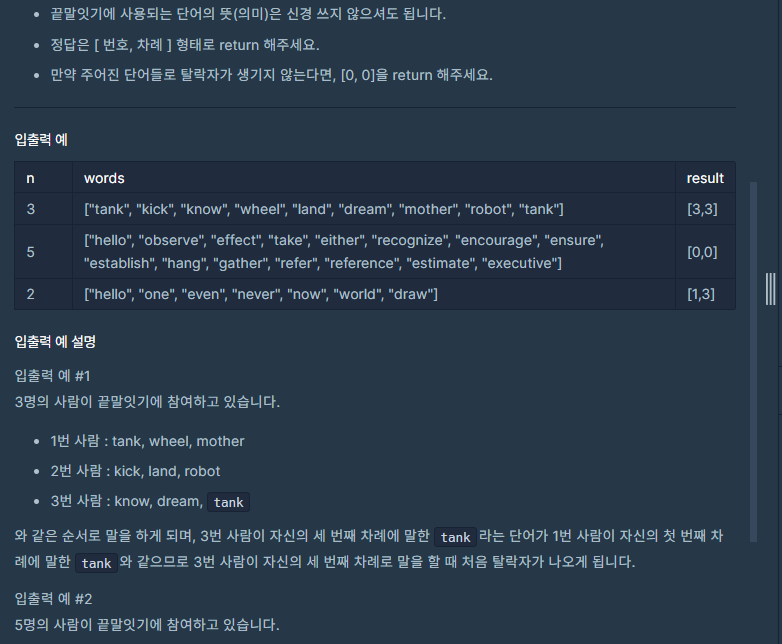 끝말잇기에 사용되는 단어의 뜻(의미)은 신경 쓰지 않으셔도 됩니다.
정답은 [ 번호, 차례 ] 형태로 return 해주세요.
만약 주어진 단어들로 탈락자가 생기지 않는다면, [0, 0]을 return 해주세요.
입출력 예
n words result
3 ["tank", "kick", "know", "wheel", "land", "dream", "mother", "robot", "tank"] [3,3]
5 ["hello", "observe", "effect", "take", "either", "recognize", "encourage", "ensure",
"establish", "hang", "gather", "refer", "reference", "estimate", "executive"] [0,0]
2 ["hello", "one", "even", "never", "now", "world", "draw"] [1,3]
입출력 예 설명
입출력 예 #1
3명의 사람이 끝말잇기에 참여하고 있습니다.
1번 사람 : tank, wheel, mother
2번 사람 : kick, land, robot
3번 사람 : know, dream, tank
와 같은 순서로 말을 하게 되며, 3번 사람이 자신의 세 번째 차례에 말한 tank 라는 단어가 1번 사람이 자신의 첫 번째 차
례에 말한 tank 와 같으므로 3번 사람이 자신의 세 번째 차례로 말을 할 때 처음 탈락자가 나오게 됩니다.
입출력 예 #2
5명의 사람이 끝말잇기에 참여하고 있습니다.